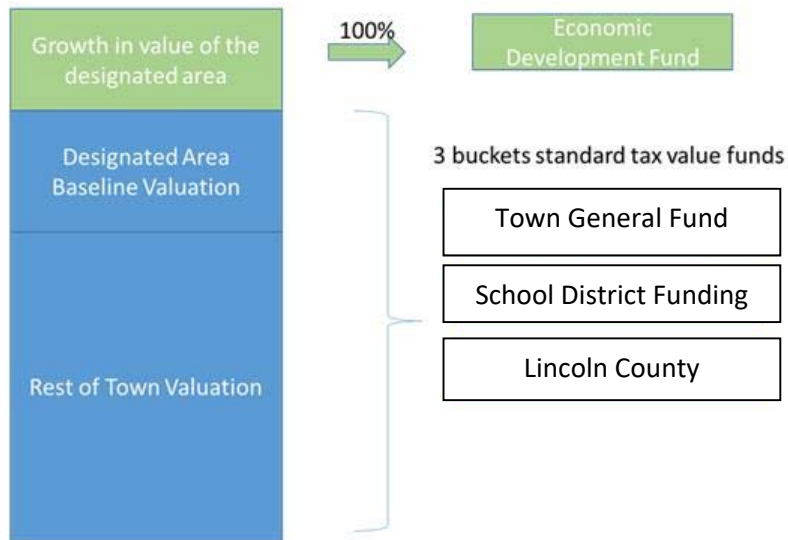 Growth in value of the
designated area
100%
Economic
Development Fund
Designated Area
Baseline Valuation
3 buckets standard tax value funds
Town General Fund
School District Funding
Lincoln County
Rest of Town Valuation